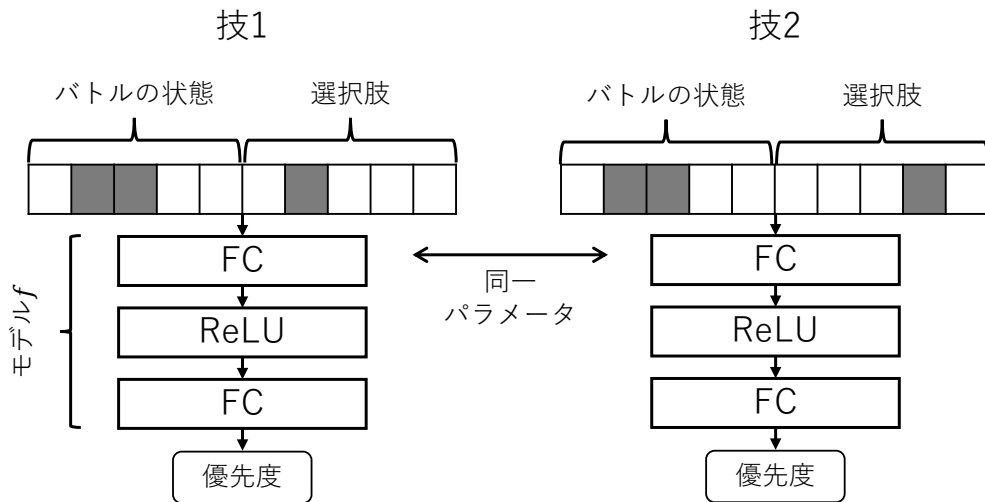 技1
技2
バトルの状態
選択肢
バトルの状態
選択肢
モデルf
FC
ReLU
FC
優先度
同一
パラメータ
FC
ReLU
FC
優先度